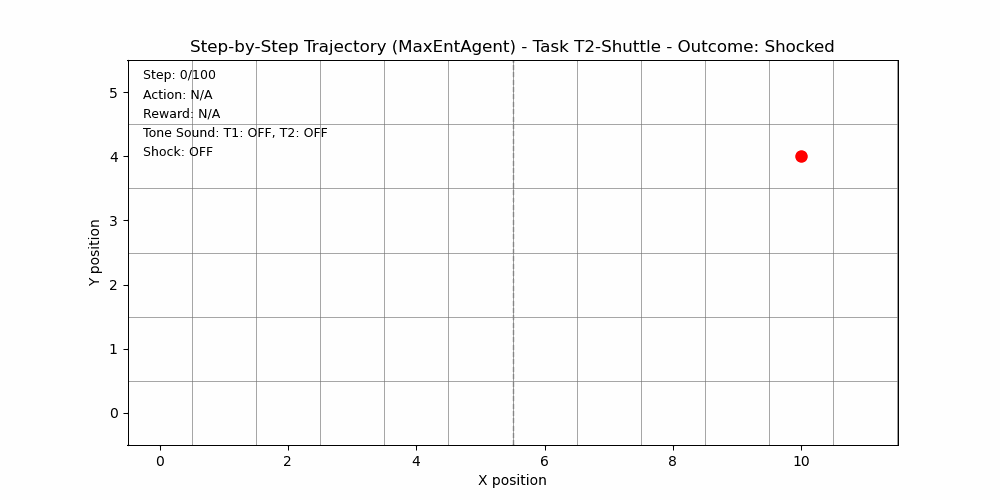 Step-by-Step Trajectory (MaxEntAgent) - Task T2-Shuttle - Outcome: Shocked
Step: 0/100
Action: N/A
Reward: N/A
Tone Sound: T1: OFF, T2: OFF
Shock: OFF
5
4
3
2
1
0
Y position
0 2 4 6 8 10
X position